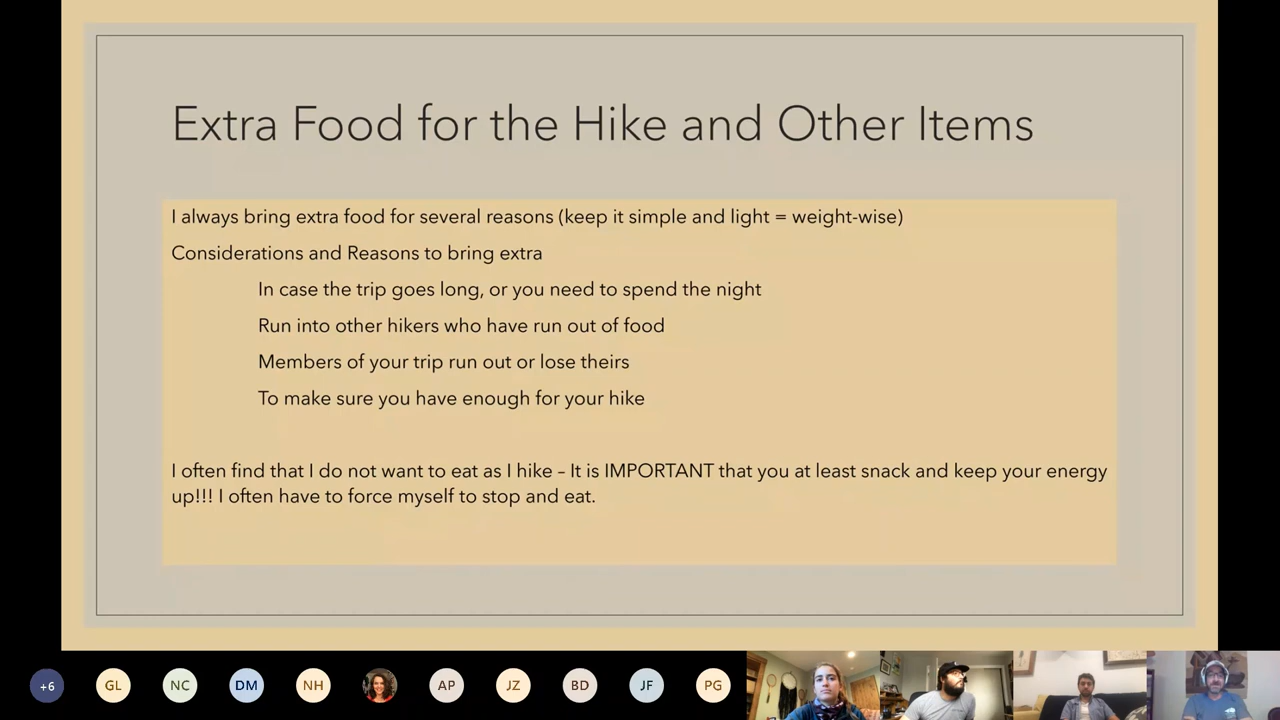 Extra Food for the Hike and Other Items
I always bring extra food for several reasons (keep it simple and light = weight-wise)
Considerations and Reasons to bring extra
In case the trip goes long, or you need to spend the night
Run into other hikers who have run out of food
Members of your trip run out or lose theirs
To make sure you have enough for your hike
I often find that I do not want to eat as I hike – It is IMPORTANT that you at least snack and keep your energy
up!!! I often have to force myself to stop and eat.
+6 GL NC DM NH AP JZ BD JF PG